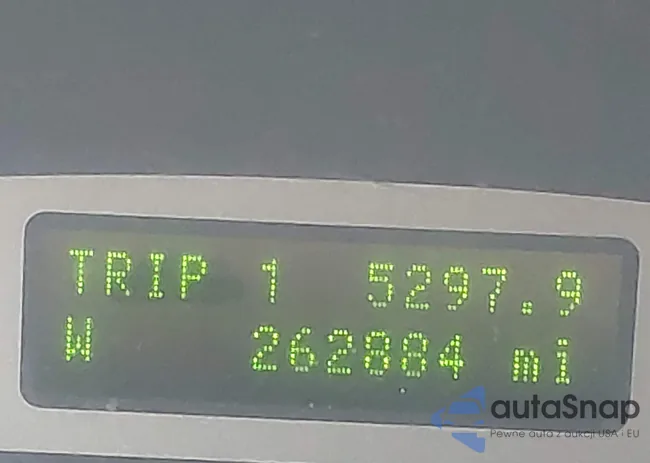 TRIP 1 5297.9
W 262884 mi
autaSnap
Pewne auta z aukcji USA i EU